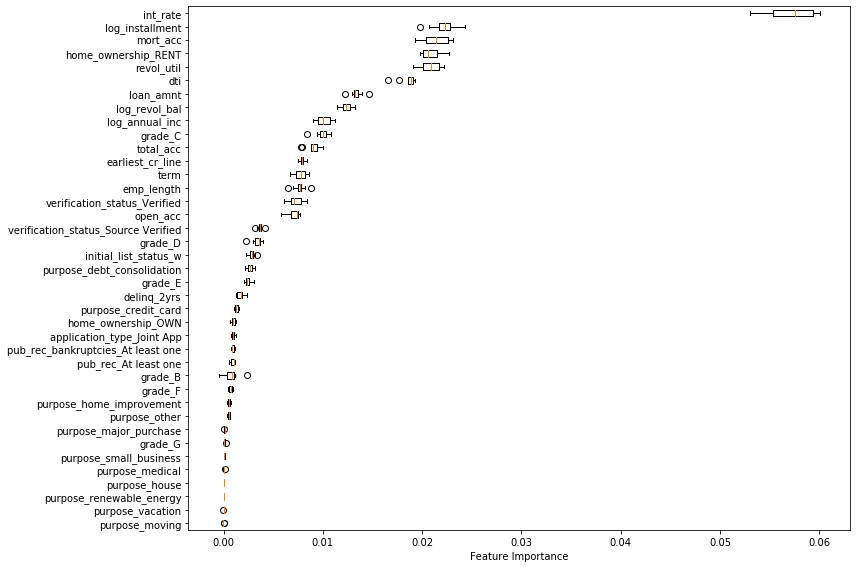 int_rate
log_installment
mort_acc
home_ownership_RENT
revol_util
dti
loan_amnt
log_revol_bal
log_annual_inc
grade_C
total_acc
earliest_cr_line
term
emp_length
verification_status_Verified
open_acc
verification_status_Source Verified
grade_D
initial_list_status_w
purpose_debt_consolidation
grade_E
delinq_2yrs
purpose_credit_card
home_ownership_OWN
application_type_Joint App
pub_rec_bankruptcies_At least one
pub_rec_At least one
grade_B
grade_F
purpose_home_improvement
purpose_other
purpose_major_purchase
grade_G
purpose_small_business
purpose_medical
purpose_house
purpose_renewable_energy
purpose_vacation
purpose_moving
0.00 0.01 0.02 0.03 0.04 0.05 0.06
Feature Importance